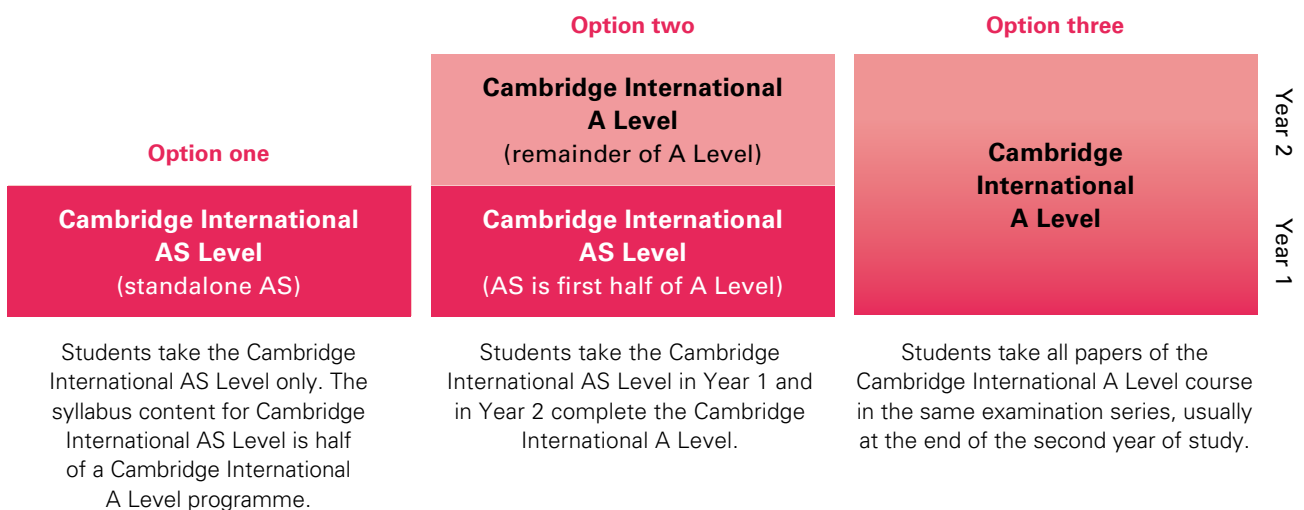 Option one
Cambridge International
AS Level
(standalone AS)
Students take the Cambridge
International AS Level only. The
syllabus content for Cambridge
International AS Level is half
of a Cambridge International
A Level programme.
Option two
Cambridge International
A Level
(remainder of A Level)
Cambridge International
AS Level
(AS is first half of A Level)
Students take the Cambridge
International AS Level in Year 1 and
in Year 2 complete the Cambridge
International A Level.
Option three
Cambridge
International
A Level
Students take all papers of the
Cambridge International A Level course
in the same examination series, usually
at the end of the second year of study.
Year 2
Year 1